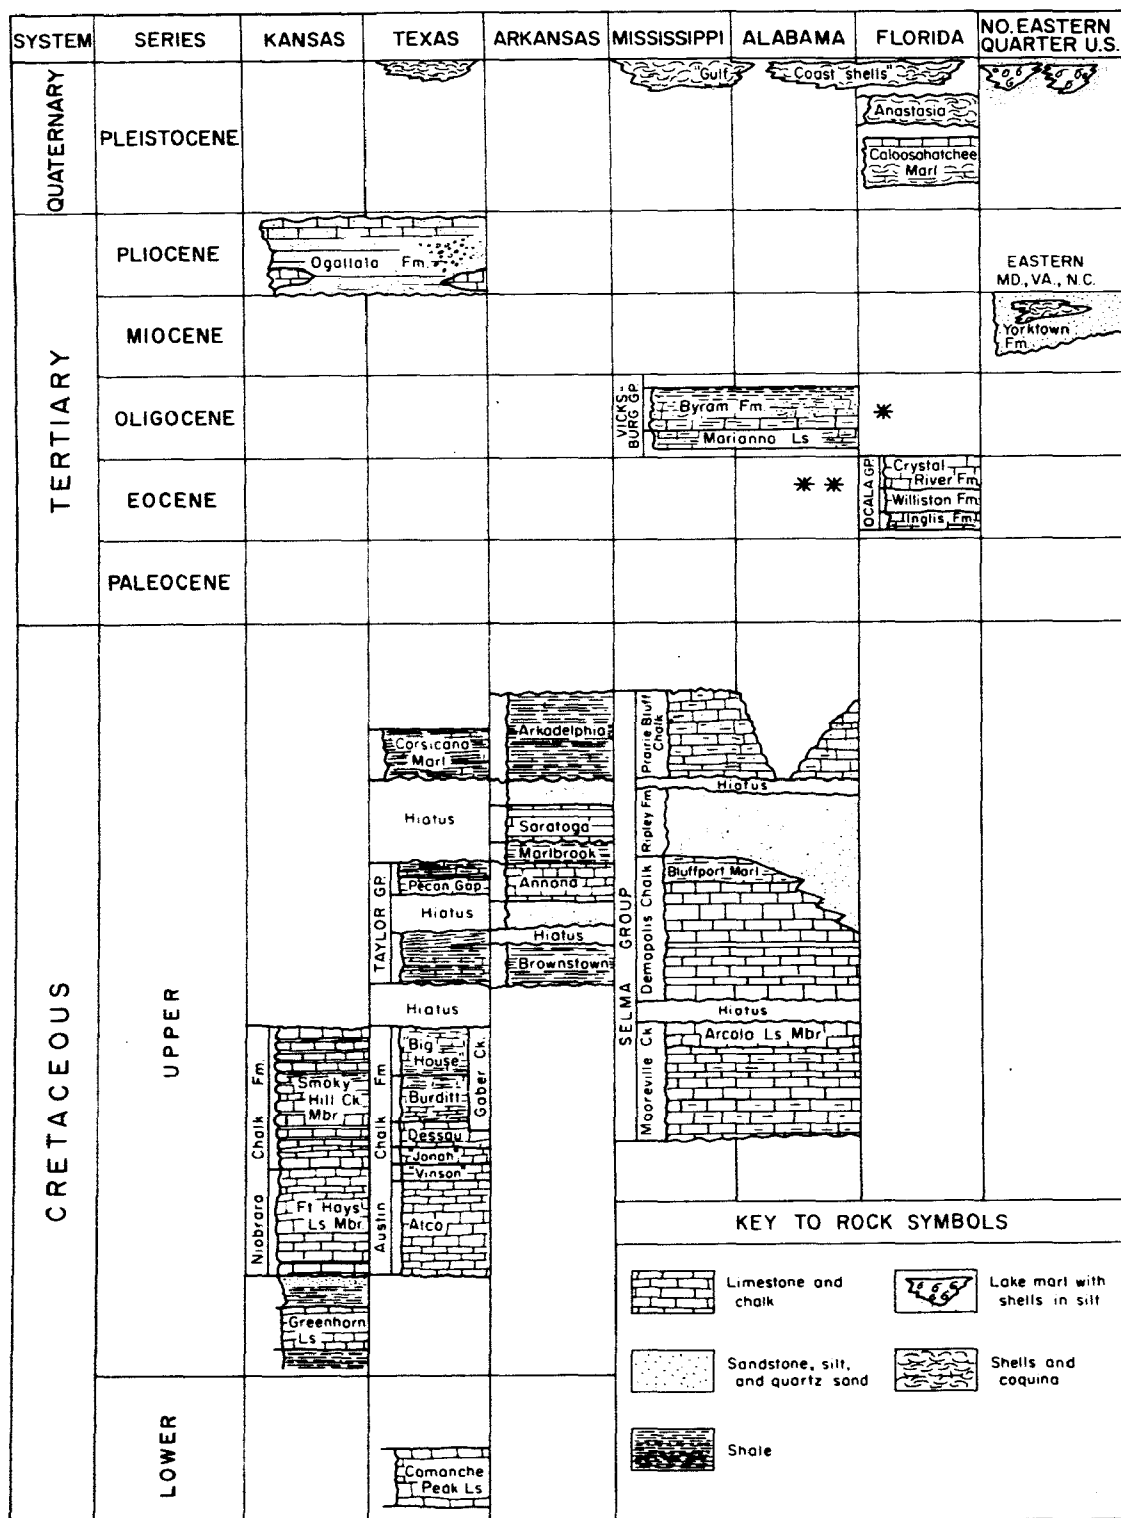 SYSTEM
SERIES
KANSAS
TEXAS
ARKANSAS
MISSISSIPPI
ALABAMA
FLORIDA
NO. EASTERN
QUARTER U.S.
QUATERNARY
PLEISTOCENE
"Gulf
Coast shells"
Anastasia
Caloosahatchee
Marl
TERTIARY
PLIOCENE
Ogallala Fm.
EASTERN
MD., VA., N.C.
MIOCENE
Yorktown
Fm.
OLIGOCENE
VICKS-
BURG GP.
Byram Fm.
Marianna Ls
*
EOCENE
* *
OCALA GP.
Crystal
River Fm.
Williston Fm.
Inglis Fm.
PALEOCENE
CRETACEOUS
UPPER
Corsicana
Marl
Arkadelphia
SELMA GROUP
Prairie Bluff
Chalk
Hiatus
Hiatus
Saratoga
Marlbrook
Ripley Fm
TAYLOR GP.
Pecan Gap
Annona
Bluffport Marl
Demopolis Chalk
Hiatus
Hiatus
Brownstown
Hiatus
Hiatus
Niobrara Chalk Fm.
Smoky
Hill Ck
Mbr
Ft Hays
Ls Mbr
Austin Chalk Fm
"Big
House"
Burditt
Dessau
"Jonah"
"Vinson"
Atco
Gober Ck.
Mooreville Ck
Arcola Ls Mbr
Greenhorn
Ls
LOWER
Comanche
Peak Ls
KEY TO ROCK SYMBOLS
Limestone and
chalk
Lake marl with
shells in silt
Sandstone, silt,
and quartz sand
Shells and
coquina
Shale